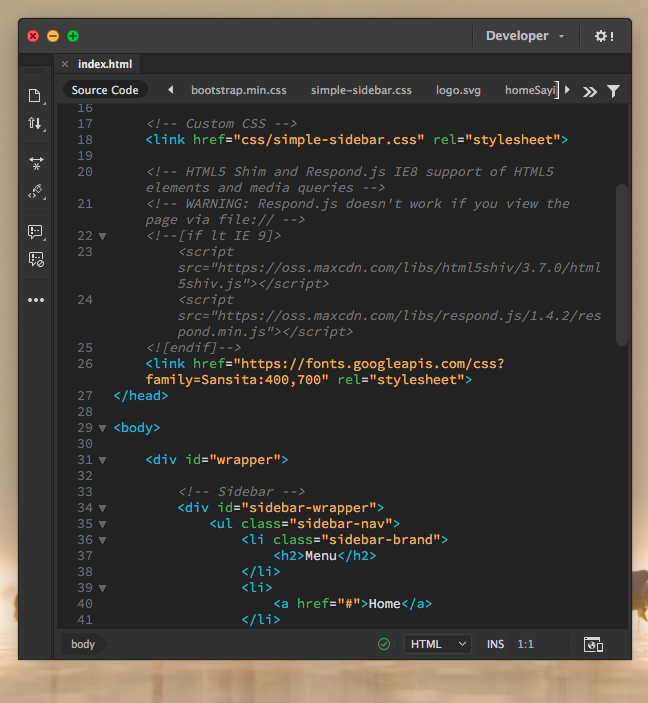 Developer
!
× index.html
Source Code bootstrap.min.css simple-sidebar.css logo.svg homeSayi
16
17 <!-- Custom CSS -->
18 <link href="css/simple-sidebar.css" rel="stylesheet">
19
20 <!-- HTML5 Shim and Respond.js IE8 support of HTML5
elements and media queries -->
21 <!-- WARNING: Respond.js doesn't work if you view the
page via file:// -->
22 <!--[if lt IE 9]>
23 <script
src="https://oss.maxcdn.com/libs/html5shiv/3.7.0/html
5shiv.js"></script>
24 <script
src="https://oss.maxcdn.com/libs/respond.js/1.4.2/res
pond.min.js"></script>
25 <![endif]-->
26 <link href="https://fonts.googleapis.com/css?
family=Sansita:400,700" rel="stylesheet">
27 </head>
28
29 <body>
30
31 <div id="wrapper">
32
33 <!-- Sidebar -->
34 <div id="sidebar-wrapper">
35 <ul class="sidebar-nav">
36 <li class="sidebar-brand">
37 <h2>Menu</h2>
38 </li>
39 <li>
40 <a href="#">Home</a>
41 </li>
body HTML INS 1:1